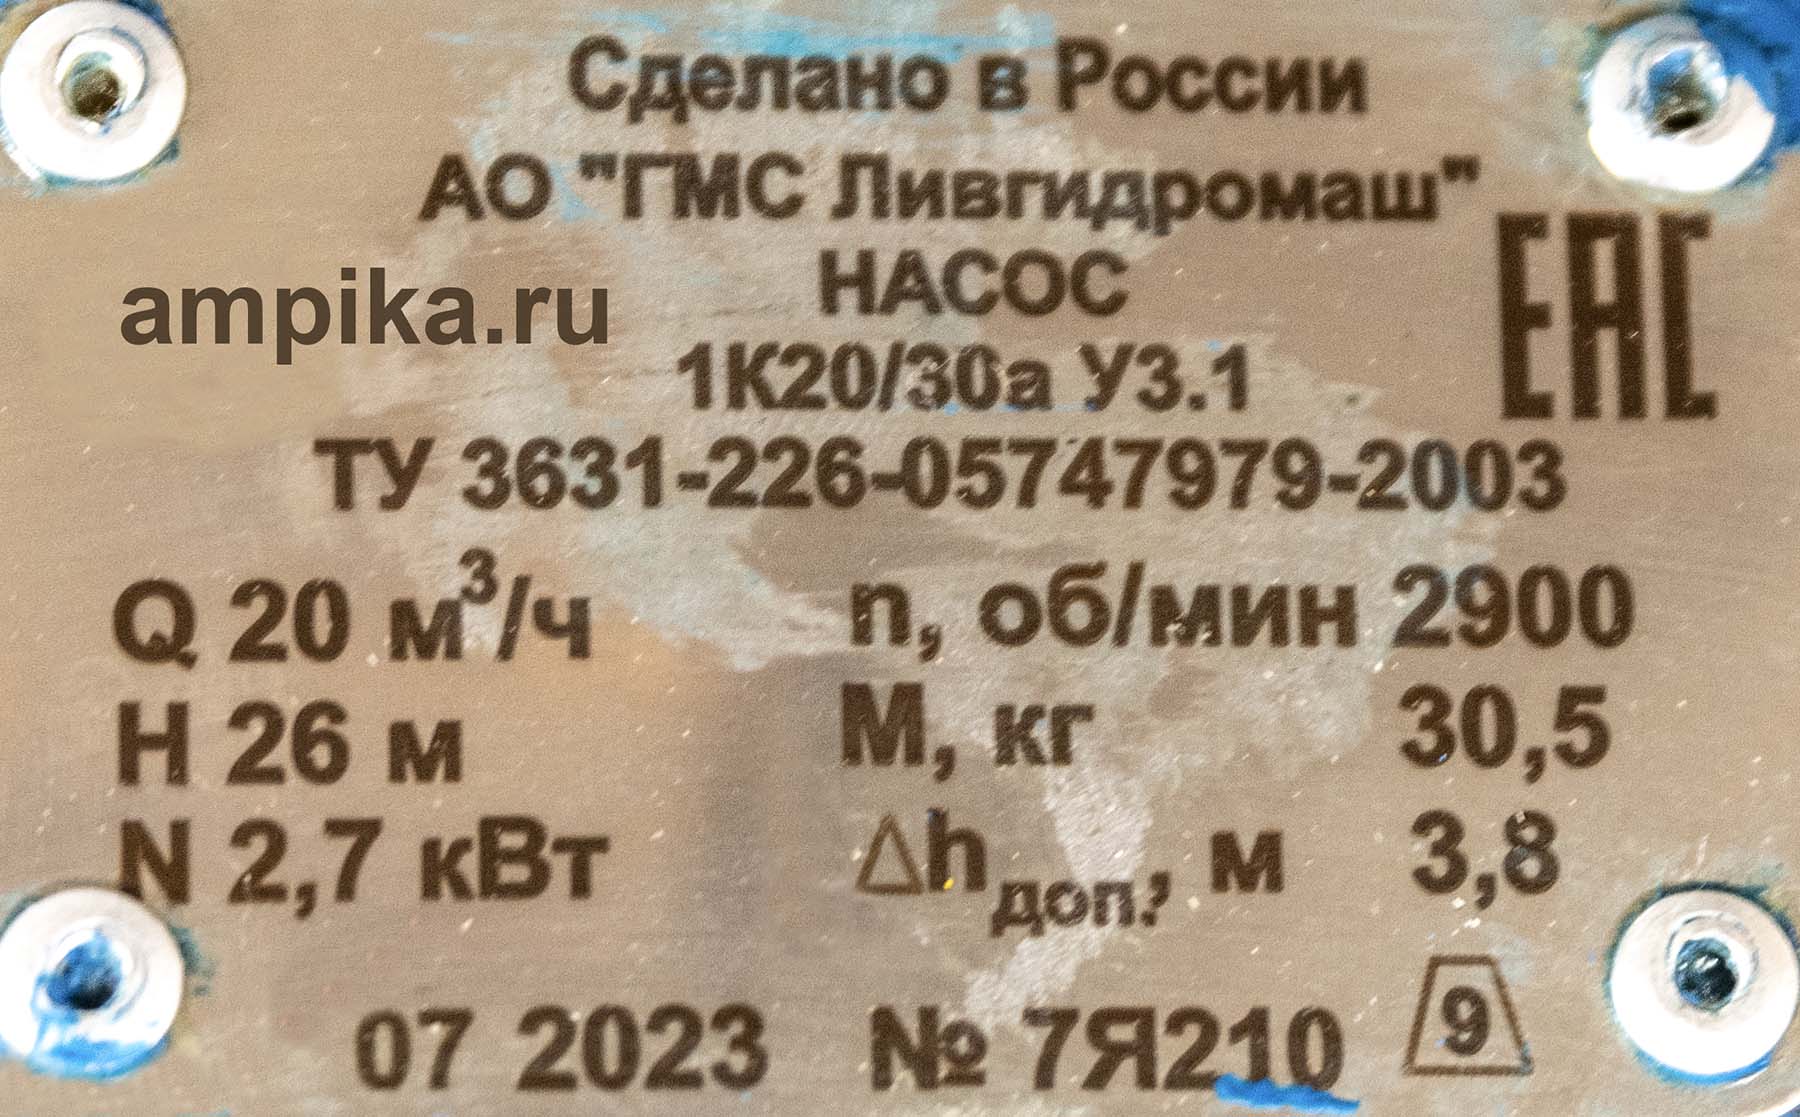 Сделано в России
АО "ГМС Ливгидромаш"
НАСОС
ЕАС
ampika.ru
1К20/30а У3.1
ТУ 3631-226-05747979-2003
Q 20 м³/ч n, об/мин 2900
H 26 м М, кг 30,5
N 2,7 кВт Δhдоп., м 3,8
07 2023 № 7Я210 9